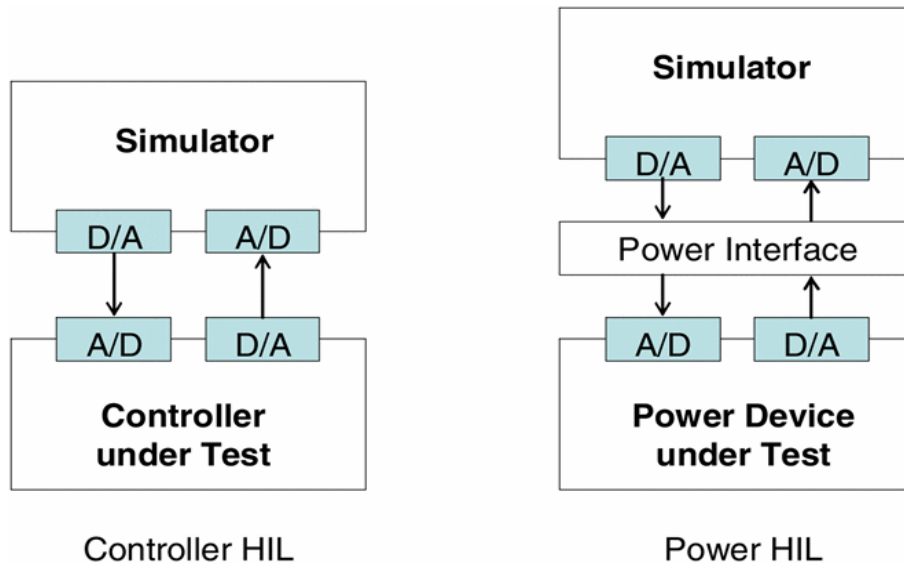 Simulator
D/A
A/D
A/D
D/A
Controller
under Test
Controller HIL
Simulator
D/A
A/D
Power Interface
A/D
D/A
Power Device
under Test
Power HIL